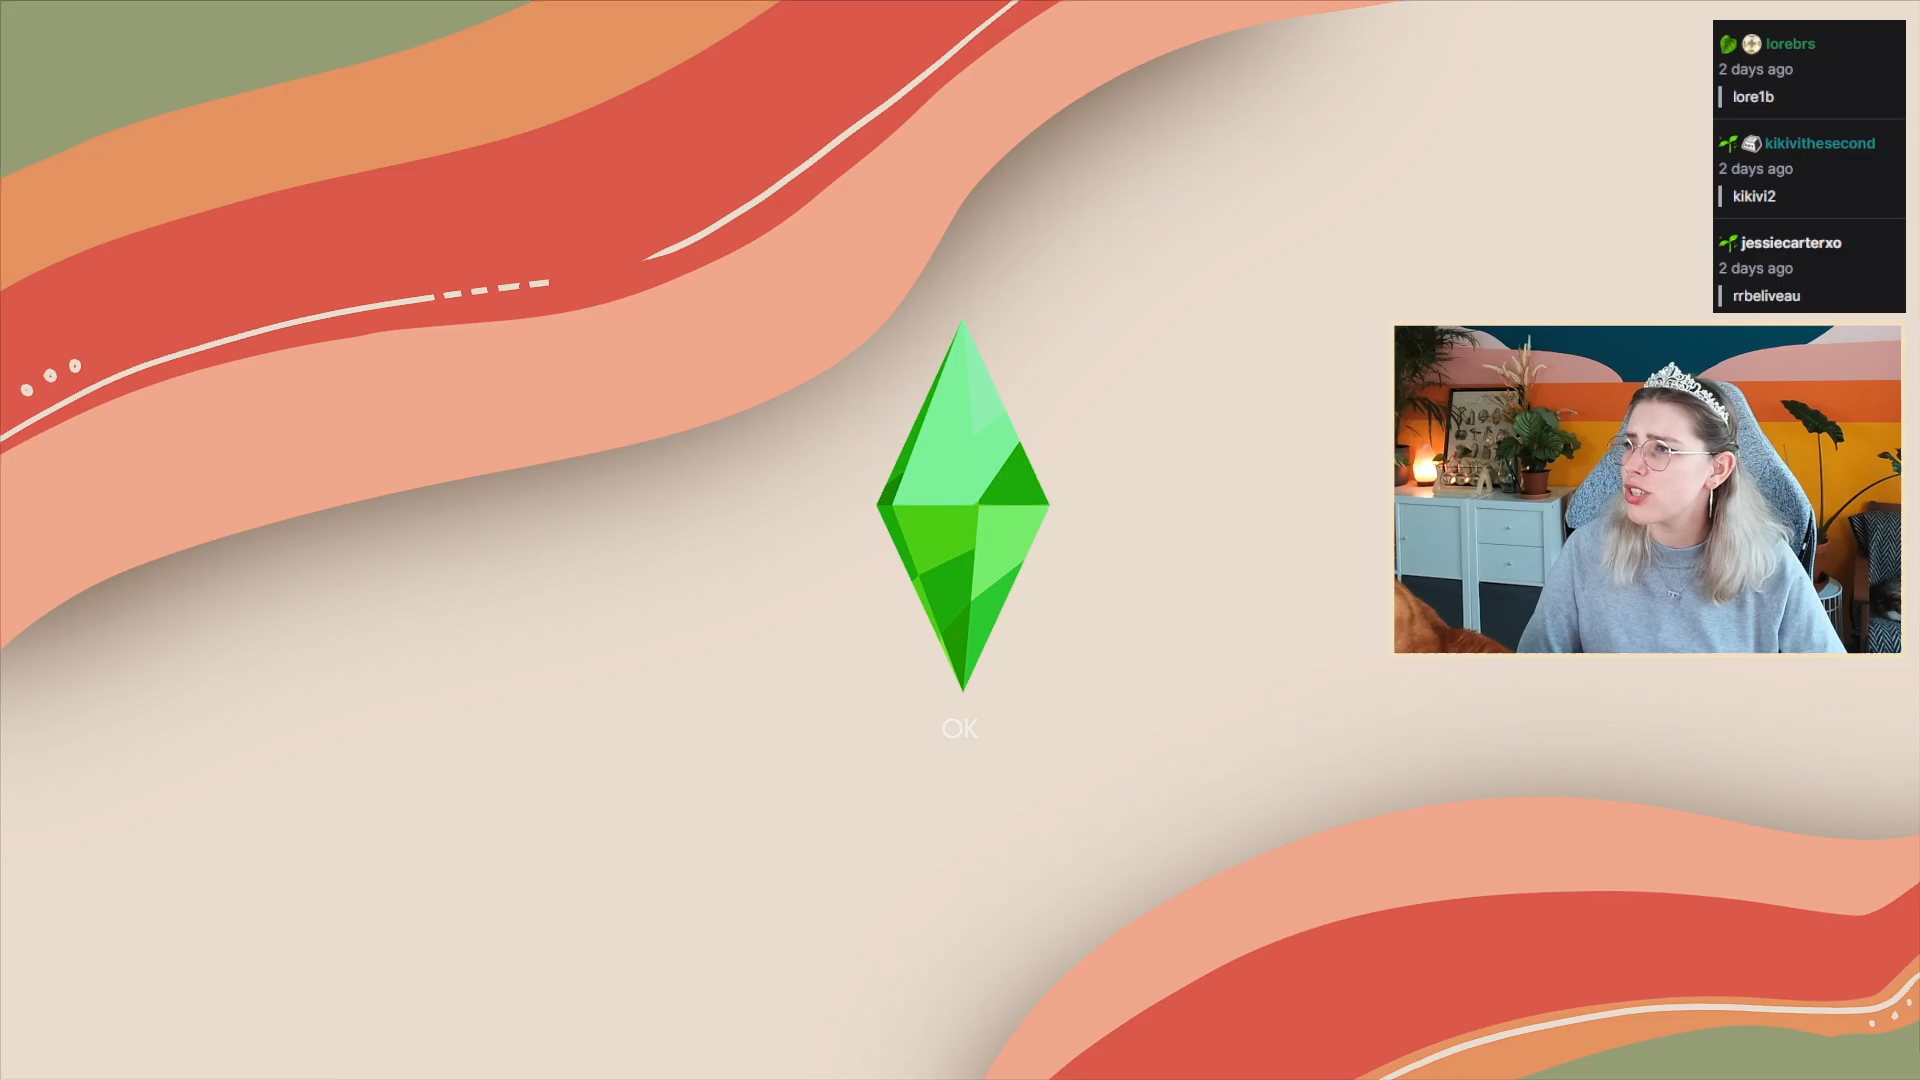 lorebrs
2 days ago
lore1b
kikivithesecond
2 days ago
kikivi2
jessiecarterxo
2 days ago
rrbeliveau
OK